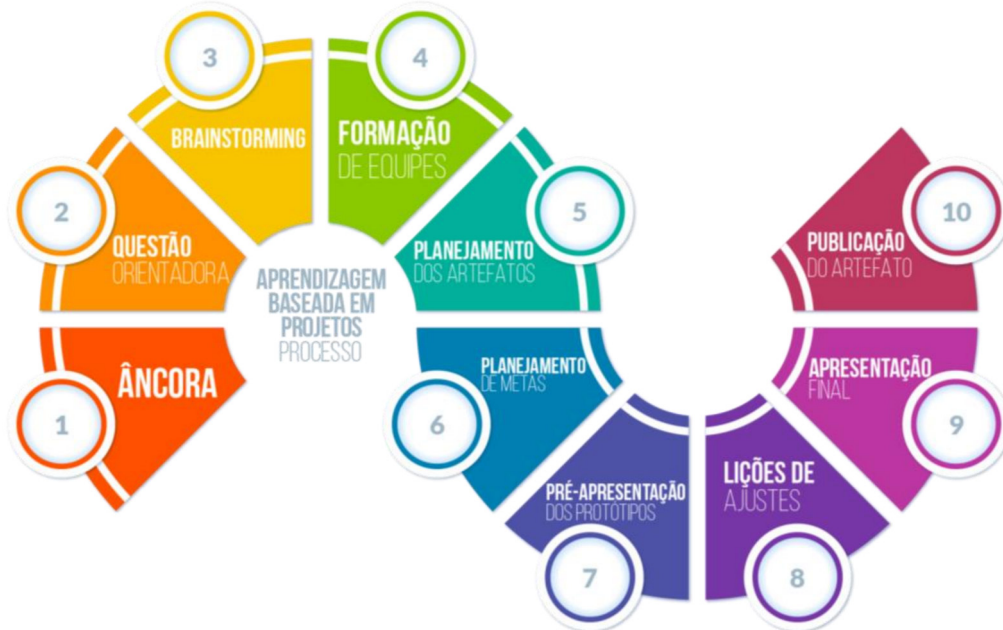 1
ÂNCORA
2
QUESTÃO
ORIENTADORA
3
BRAINSTORMING
4
FORMAÇÃO
DE EQUIPES
5
PLANEJAMENTO
DOS ARTEFATOS
6
PLANEJAMENTO
DE METAS
7
PRÉ-APRESENTAÇÃO
DOS PROTÓTIPOS
8
LIÇÕES DE
AJUSTES
9
APRESENTAÇÃO
FINAL
10
PUBLICAÇÃO
DO ARTEFATO
APRENDIZAGEM
BASEADA EM
PROJETOS
PROCESSO